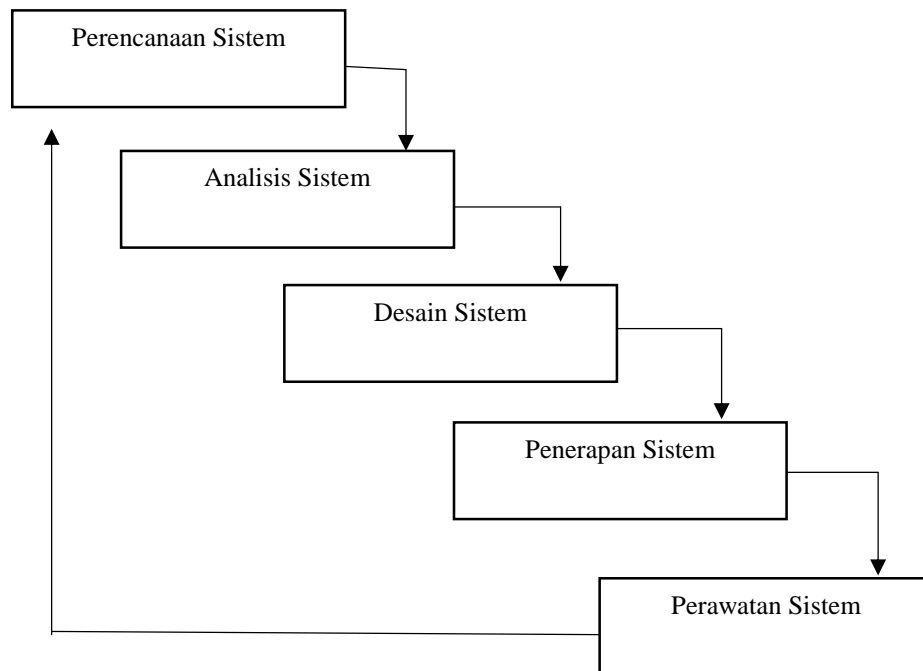 Perencanaan Sistem
Analisis Sistem
Desain Sistem
Penerapan Sistem
Perawatan Sistem